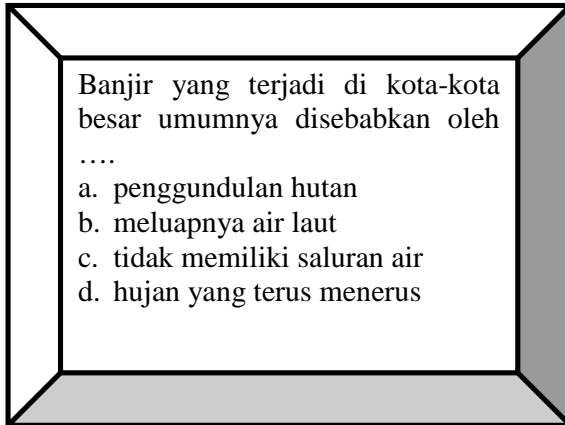 Banjir yang terjadi di kota-kota
besar umumnya disebabkan oleh
….
a. penggundulan hutan
b. meluapnya air laut
c. tidak memiliki saluran air
d. hujan yang terus menerus